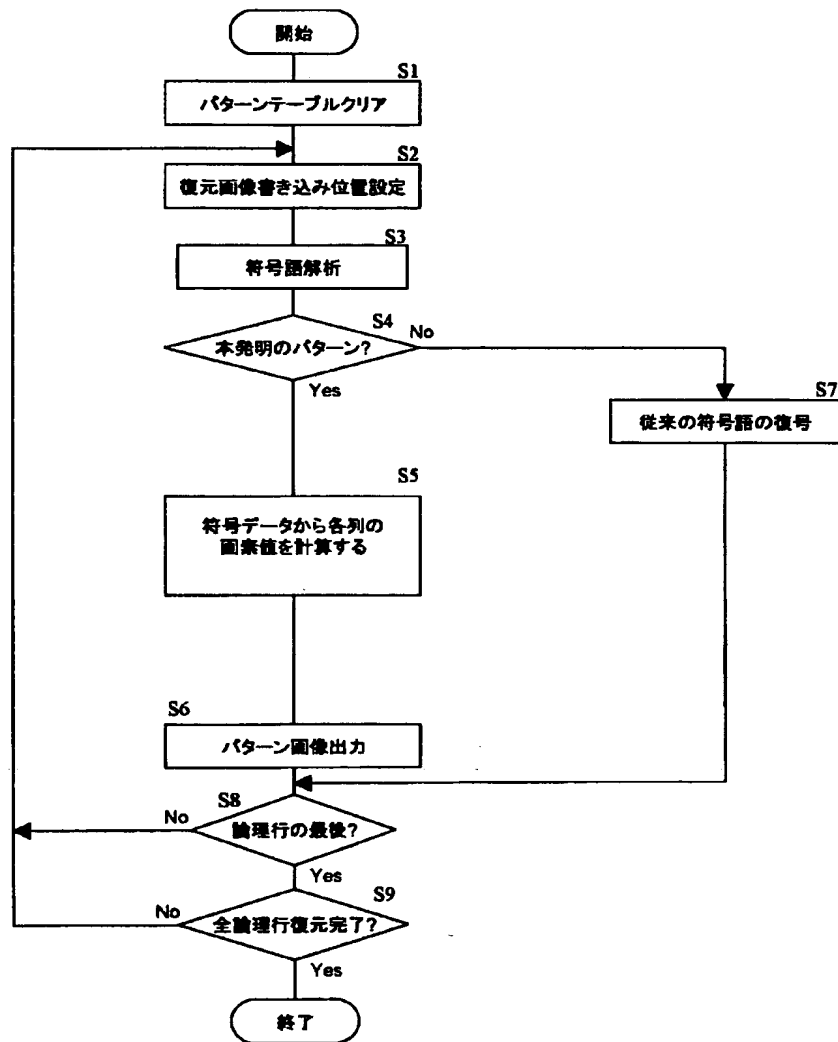 開始
S1
パターンテーブルクリア
S2
復元画像書き込み位置設定
S3
符号語解析
S4
No
本発明のパターン?
Yes
S7
従来の符号語の復号
S5
符号データから各列の
画素値を計算する
S6
パターン画像出力
S8
No
論理行の最後?
Yes
S9
No
全論理行復元完了?
Yes
終了